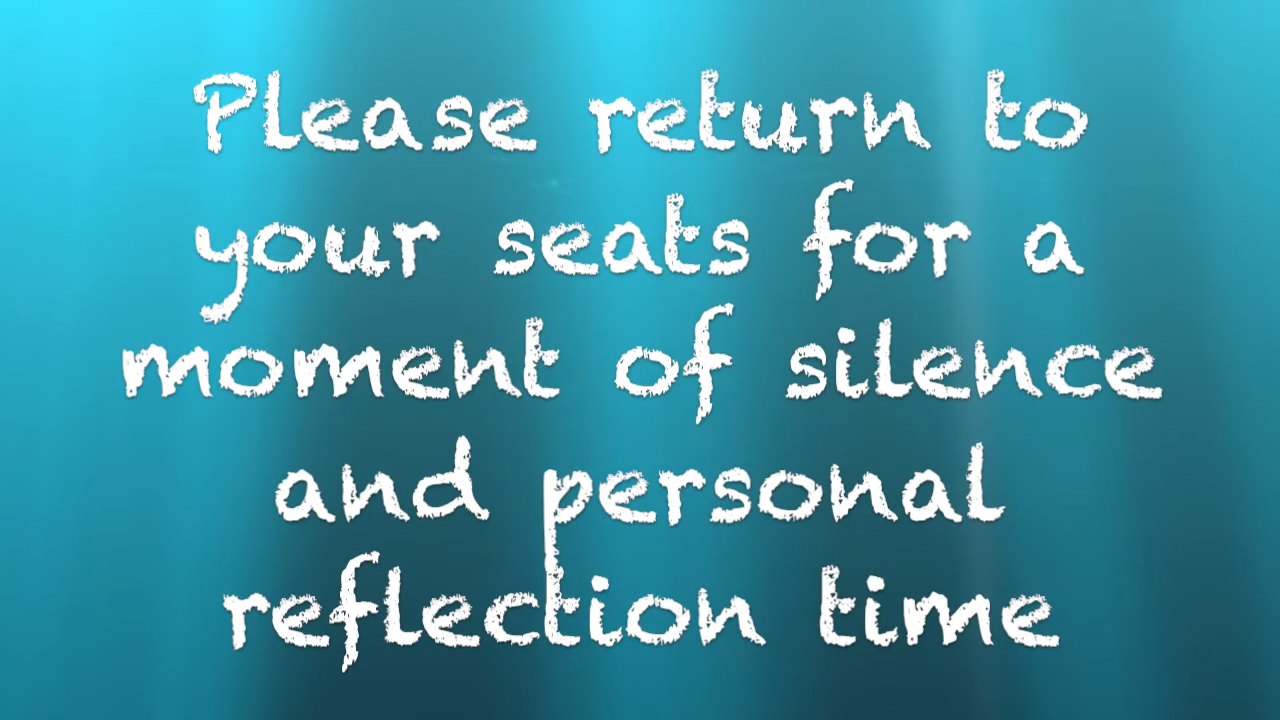 Please return to
your seats for a
moment of silence
and personal
reflection time